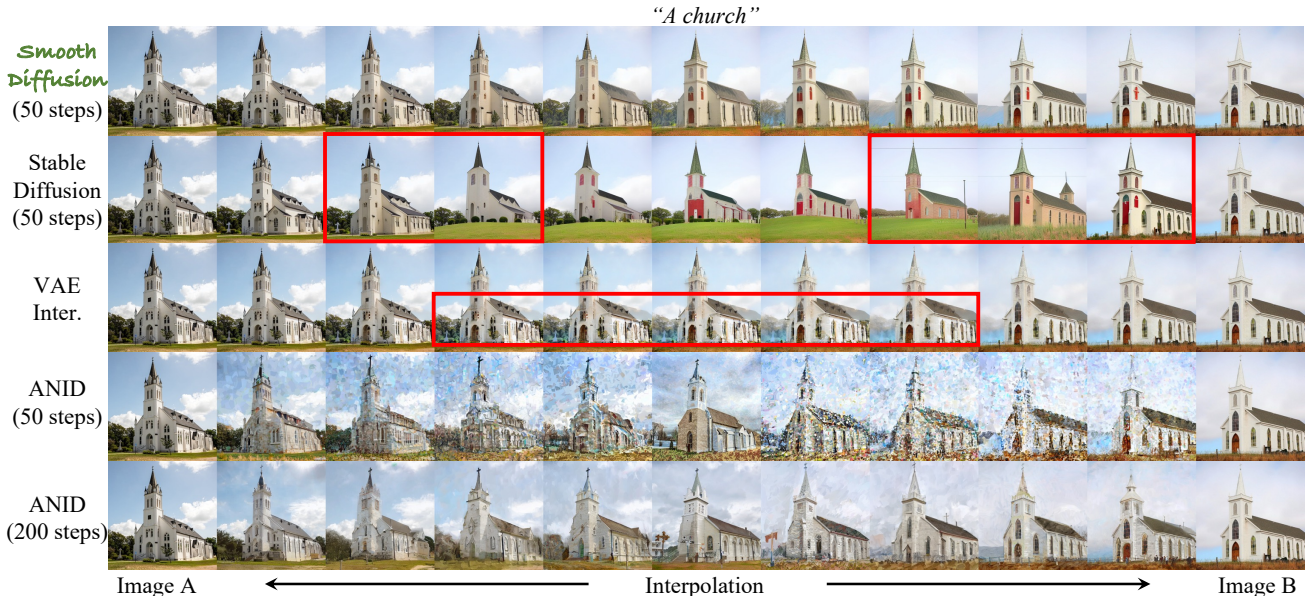 “A church”
Smooth
Diffusion
(50 steps)
Stable
Diffusion
(50 steps)
VAE
Inter.
ANID
(50 steps)
ANID
(200 steps)
Image A
Interpolation
Image B